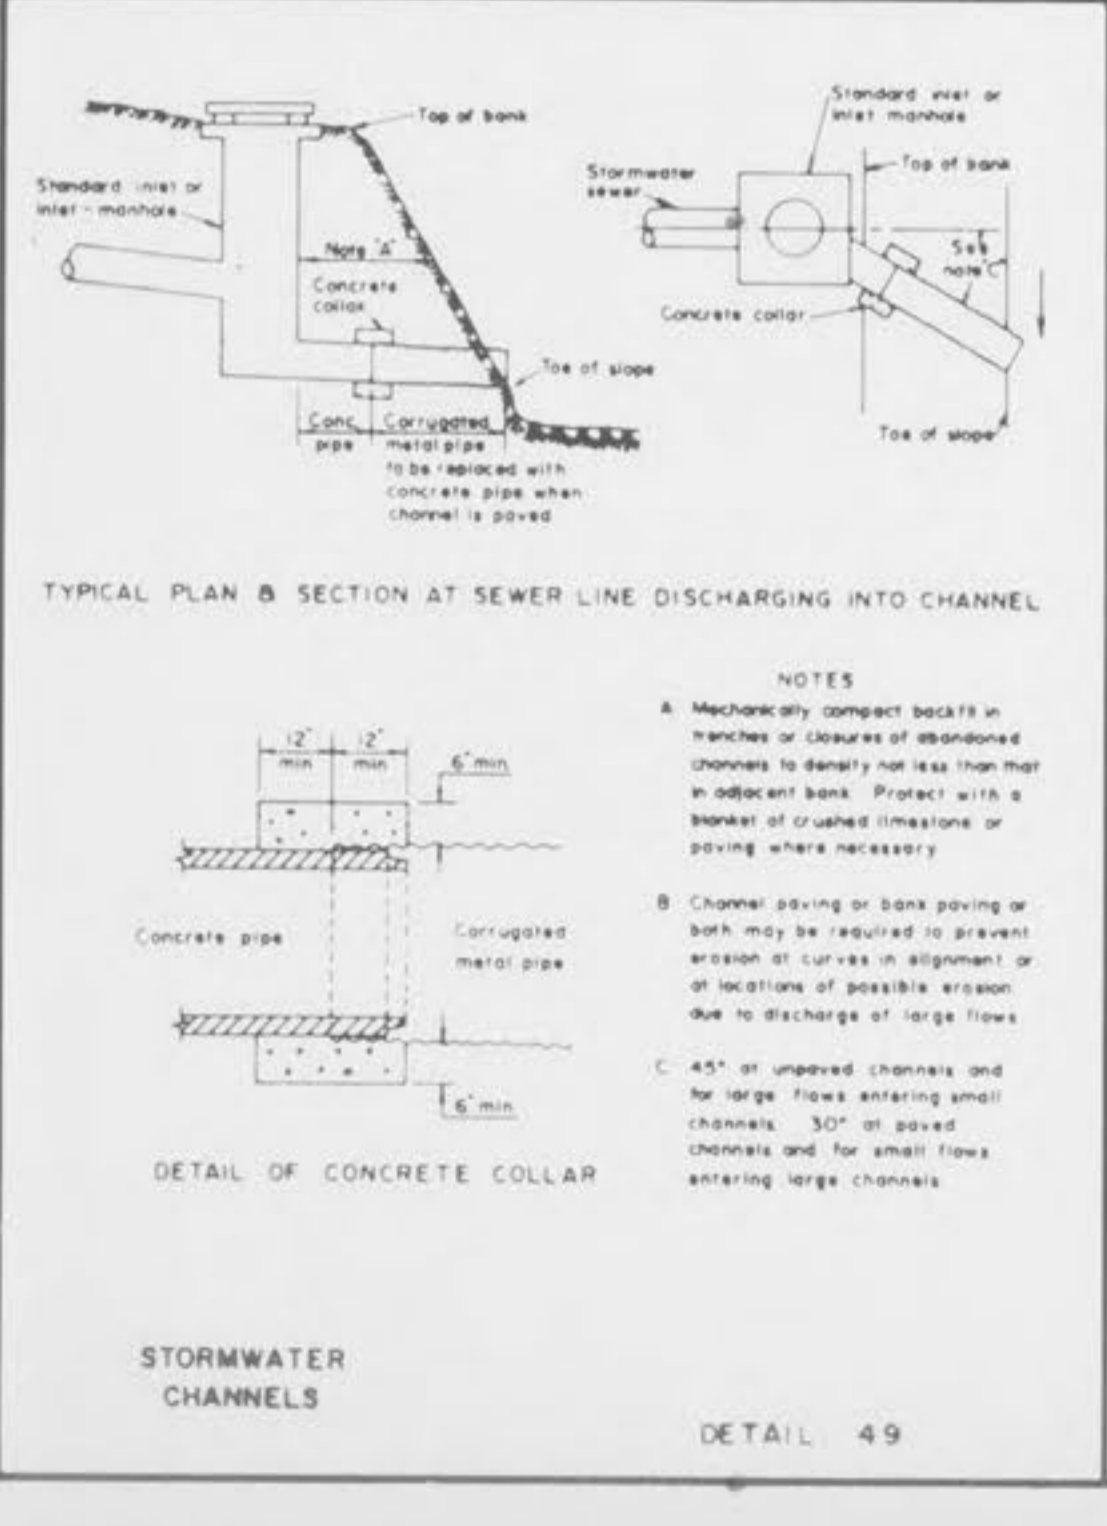 Top of bank
Standard inlet or
inlet - manhole
Note "A"
Concrete
collar
Toe of slope
Conc.
pipe
Corrugated
metal pipe
to be replaced with
concrete pipe when
channel is paved
Standard inlet or
inlet manhole
Stormwater
sewer
Top of bank
See
note "C"
Concrete collar
Toe of slope
TYPICAL PLAN & SECTION AT SEWER LINE DISCHARGING INTO CHANNEL
12"
min
12"
min
6" min
Concrete pipe
Corrugated
metal pipe
6" min
DETAIL OF CONCRETE COLLAR
NOTES
A Mechanically compact backfill in
trenches or closures of abandoned
channels to density not less than that
in adjacent bank Protect with a
blanket of crushed limestone or
paving where necessary
B Channel paving or bank paving or
both may be required to prevent
erosion at curves in alignment or
at locations of possible erosion
due to discharge of large flows
C 45° at unpaved channels and
for large flows entering small
channels 30° at paved
channels and for small flows
entering large channels
STORMWATER
CHANNELS
DETAIL 49